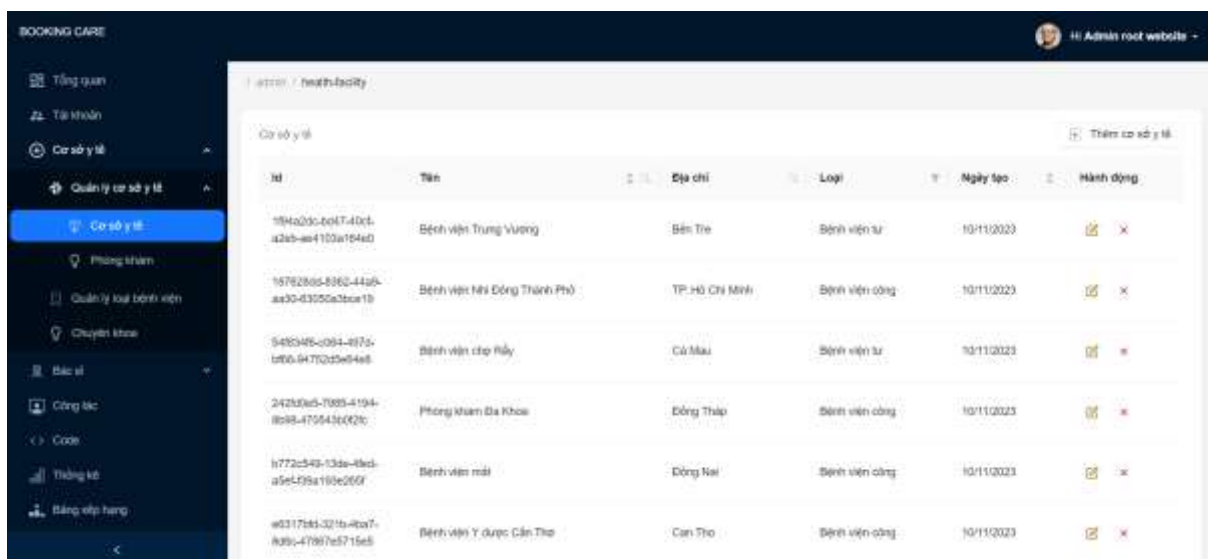 BOOKING CARE
Hi Admin root website
Tổng quan
Tài khoản
Cơ sở y tế
Quản lý cơ sở y tế
Cơ sở y tế
Phòng khám
Quản lý loại bệnh viện
Chuyên khoa
Bác sĩ
Công tác
Code
Thống kê
Bảng xếp hạng
/ admin / health-facility
Cơ sở y tế
Thêm cơ sở y tế
Id Tên Địa chỉ Loại Ngày tạo Hành động
Bệnh viện Trung Vương Bến Tre Bệnh viện tư 10/11/2023
Bệnh viện Nhi Đồng Thành Phố TP.Hồ Chí Minh Bệnh viện công 10/11/2023
Bệnh viện chợ Rẫy Cà Mau Bệnh viện tư 10/11/2023
Phòng khám Đa Khoa Đồng Tháp Bệnh viện công 10/11/2023
Bệnh viện mắt Đồng Nai Bệnh viện công 10/11/2023
Bệnh viện Y dược Cần Thơ Cần Thơ Bệnh viện công 10/11/2023